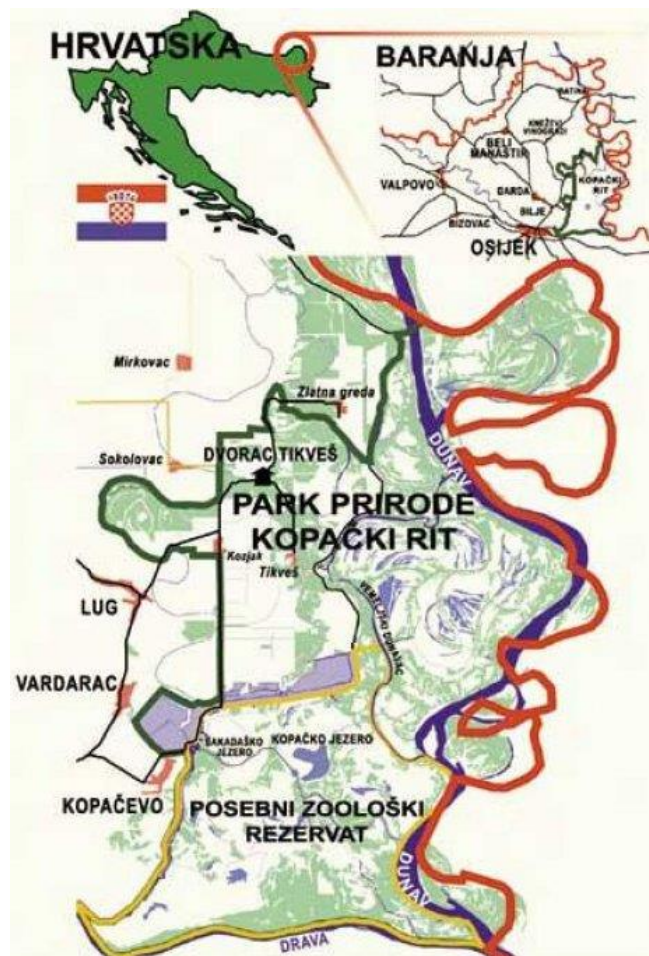 HRVATSKA
BARANJA
BATINA
KNEŽEVI
VINOGRADI
BELI
MANASTIR
KOPAČKI
RIT
VALPOVO
DARDA
BILJE
BIZOVAC
OSIJEK
Mirkovac
Zlatna greda
DUNAV
Sokolovac
DVORAC TIKVEŠ
PARK PRIRODE
KOPAČKI RIT
Kozjak
Tikveš
LUG
VEMELJSKI DUNAVAC
VARDARAC
SAKADAŠKO
JEZERO
KOPAČKO JEZERO
KOPAČEVO
POSEBNI ZOOLOŠKI
REZERVAT
DUNAV
DRAVA